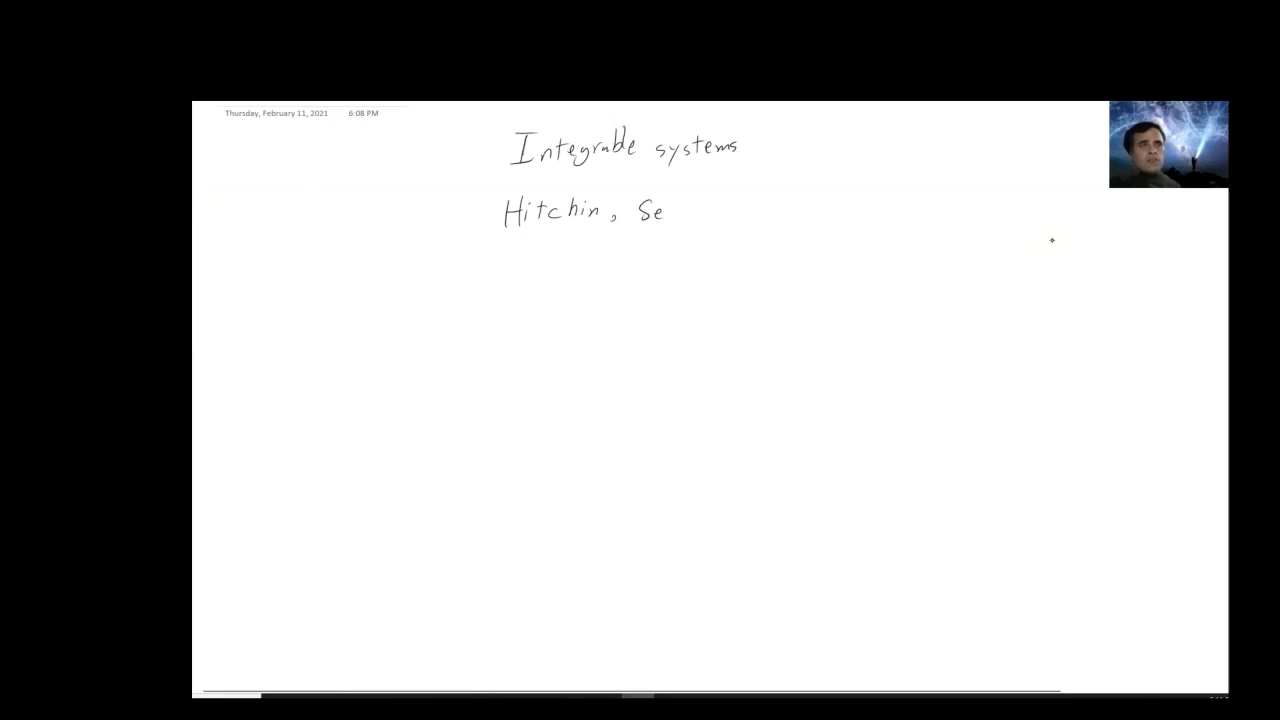 Thursday, February 11, 2021 6:08 PM
Integrable systems
Hitchin, Se